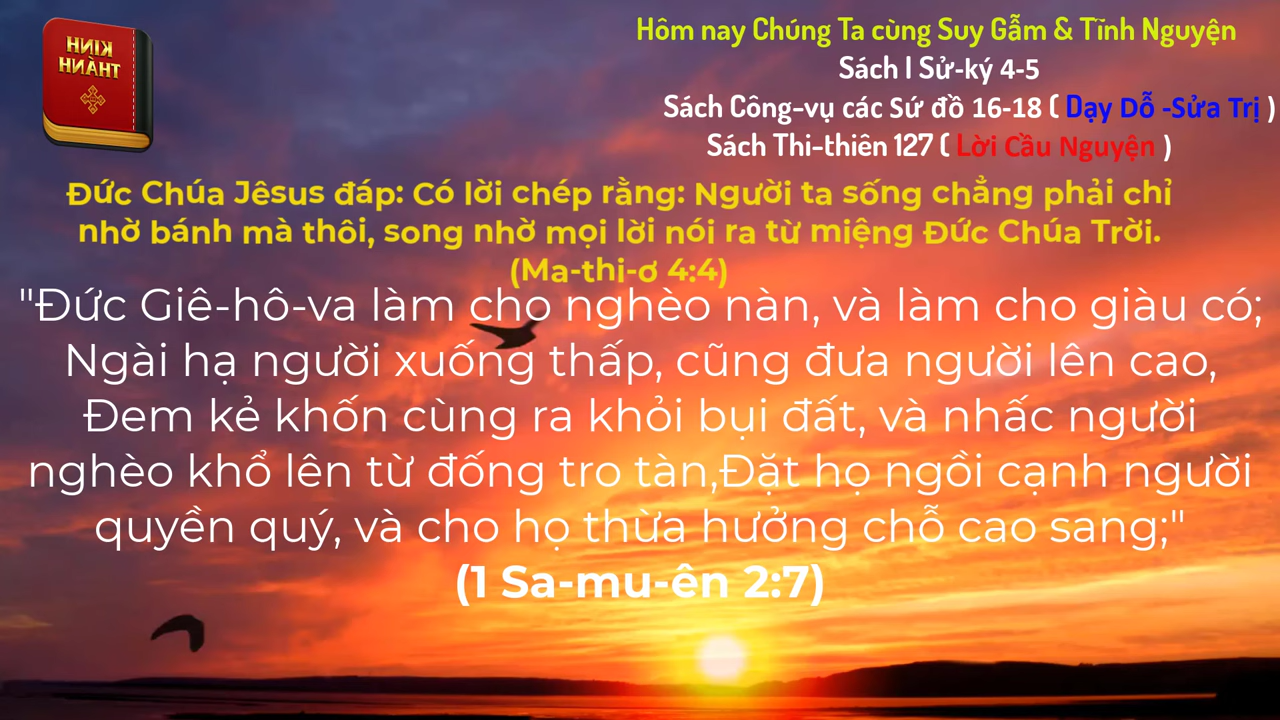 KINH
THÁNH
Hôm nay Chúng Ta cùng Suy Gẫm & Tĩnh Nguyện
Sách I Sử-ký 4-5
Sách Công-vụ các Sứ đồ 16-18 ( Dạy Dỗ -Sửa Trị )
Sách Thi-thiên 127 ( Lời Cầu Nguyện )
Đức Chúa Jêsus đáp: Có lời chép rằng: Người ta sống chẳng phải chỉ
nhờ bánh mà thôi, song nhờ mọi lời nói ra từ miệng Đức Chúa Trời.
(Ma-thi-ơ 4:4)
"Đức Giê-hô-va làm cho nghèo nàn, và làm cho giàu có;
Ngài hạ người xuống thấp, cũng đưa người lên cao,
Đem kẻ khốn cùng ra khỏi bụi đất, và nhấc người
nghèo khổ lên từ đống tro tàn,Đặt họ ngồi cạnh người
quyền quý, và cho họ thừa hưởng chỗ cao sang;"
(1 Sa-mu-ên 2:7)